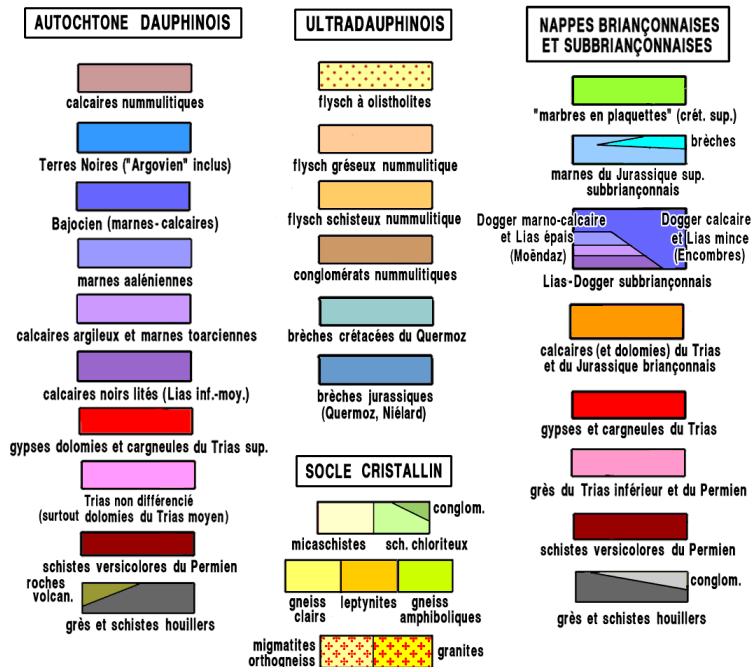 AUTOCHTONE DAUPHINOIS
calcaires nummulitiques
Terres Noires ("Argovien" inclus)
Bajocien (marnes-calcaires)
marnes aaléniennes
calcaires argileux et marnes toarciennes
calcaires noirs lités (Lias inf.-moy.)
gypses dolomies et cargneules du Trias sup.
Trias non différencié
(surtout dolomies du Trias moyen)
schistes versicolores du Permien
roches
volcan.
grès et schistes houillers
ULTRADAUPHINOIS
flysch à olistholites
flysch gréseux nummulitique
flysch schisteux nummulitique
conglomérats nummulitiques
brèches crétacées du Quermoz
brèches jurassiques
(Quermoz, Niélard)
SOCLE CRISTALLIN
conglom.
micaschistes
sch. chloriteux
gneiss
clairs
leptynites
gneiss
amphiboliques
migmatites
orthogneiss
granites
NAPPES BRIANÇONNAISES
ET SUBBRIANÇONNAISES
"marbres en plaquettes" (crét. sup.)
brèches
marnes du Jurassique sup.
subbriançonnais
Dogger marno-calcaire
et Lias épais
(Moëndaz)
Dogger calcaire
et Lias mince
(Encombres)
Lias-Dogger subbriançonnais
calcaires (et dolomies) du Trias
et du Jurassique briançonnais
gypses et cargneules du Trias
grès du Trias inférieur et du Permien
schistes versicolores du Permien
conglom.
grès et schistes houillers